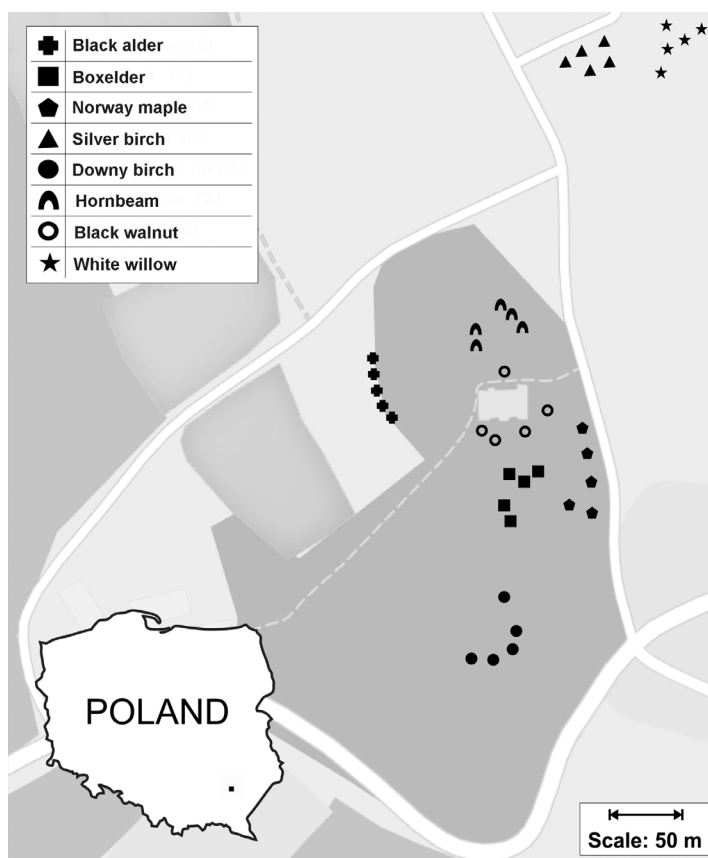 Black alder
Boxelder
Norway maple
Silver birch
Downy birch
Hornbeam
Black walnut
White willow
POLAND
Scale: 50 m